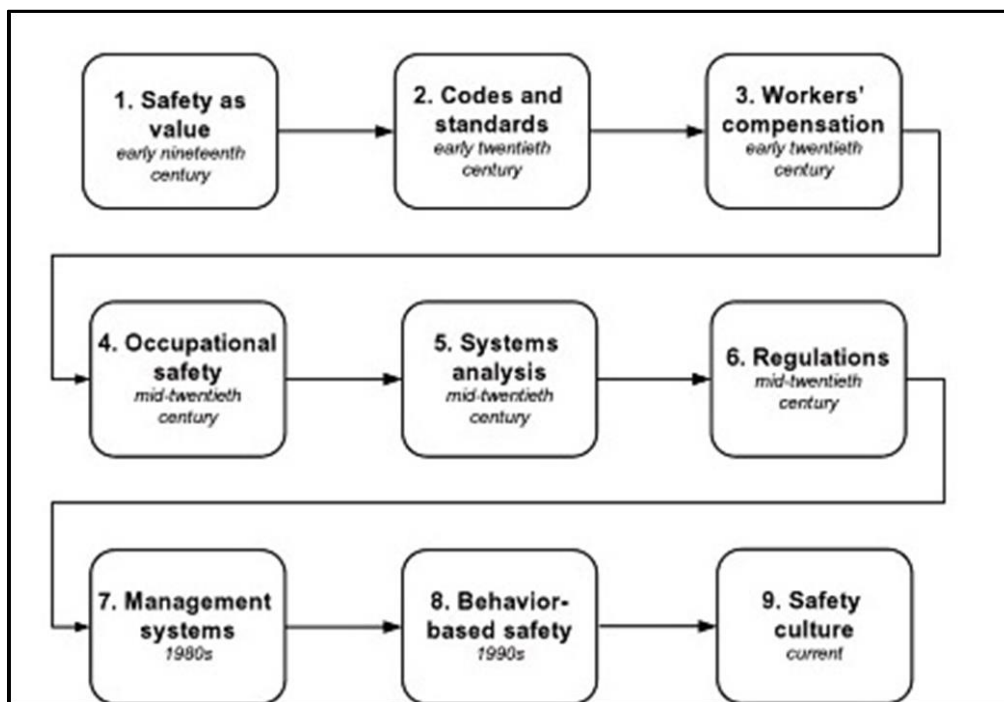 1. Safety as
value
early nineteenth
century
2. Codes and
standards
early twentieth
century
3. Workers'
compensation
early twentieth
century
4. Occupational
safety
mid-twentieth
century
5. Systems
analysis
mid-twentieth
century
6. Regulations
mid-twentieth
century
7. Management
systems
1980s
8. Behavior-
based safety
1990s
9. Safety
culture
current